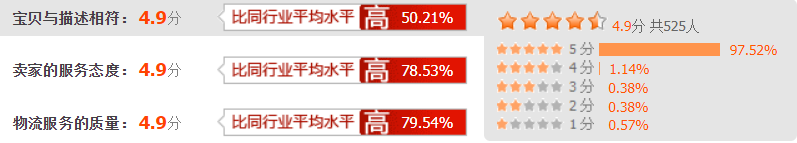 宝贝与描述相符：4.9分 比同行业平均水平 高 50.21%
卖家的服务态度：4.9分 比同行业平均水平 高 78.53%
物流服务的质量：4.9分 比同行业平均水平 高 79.54%
4.9分 共525人
5分 97.52%
4分 1.14%
3分 0.38%
2分 0.38%
1分 0.57%